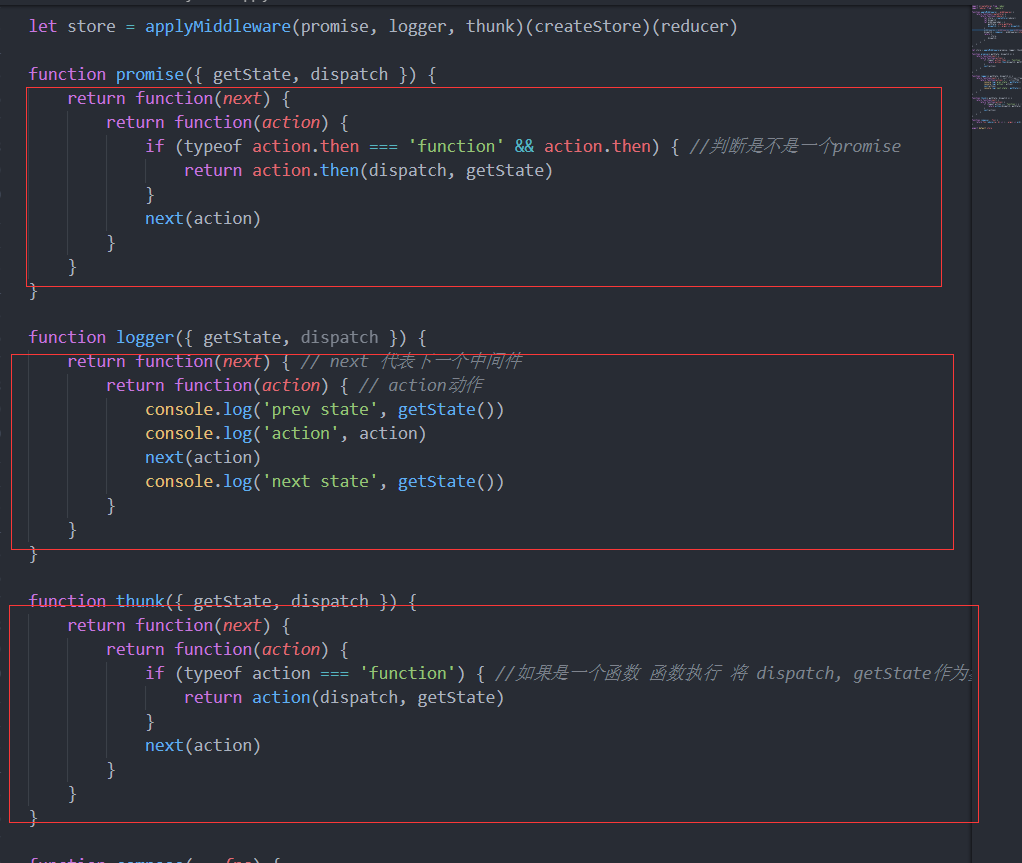 let store = applyMiddleware(promise, logger, thunk)(createStore)(reducer)
function promise({ getState, dispatch }) {
return function(next) {
return function(action) {
if (typeof action.then === 'function' && action.then) { //判断是不是一个promise
return action.then(dispatch, getState)
}
next(action)
}
}
}
function logger({ getState, dispatch }) {
return function(next) { // next 代表下一个中间件
return function(action) { // action动作
console.log('prev state', getState())
console.log('action', action)
next(action)
console.log('next state', getState())
}
}
}
function thunk({ getState, dispatch }) {
return function(next) {
return function(action) {
if (typeof action === 'function') { //如果是一个函数 函数执行 将 dispatch, getState作为
return action(dispatch, getState)
}
next(action)
}
}
}